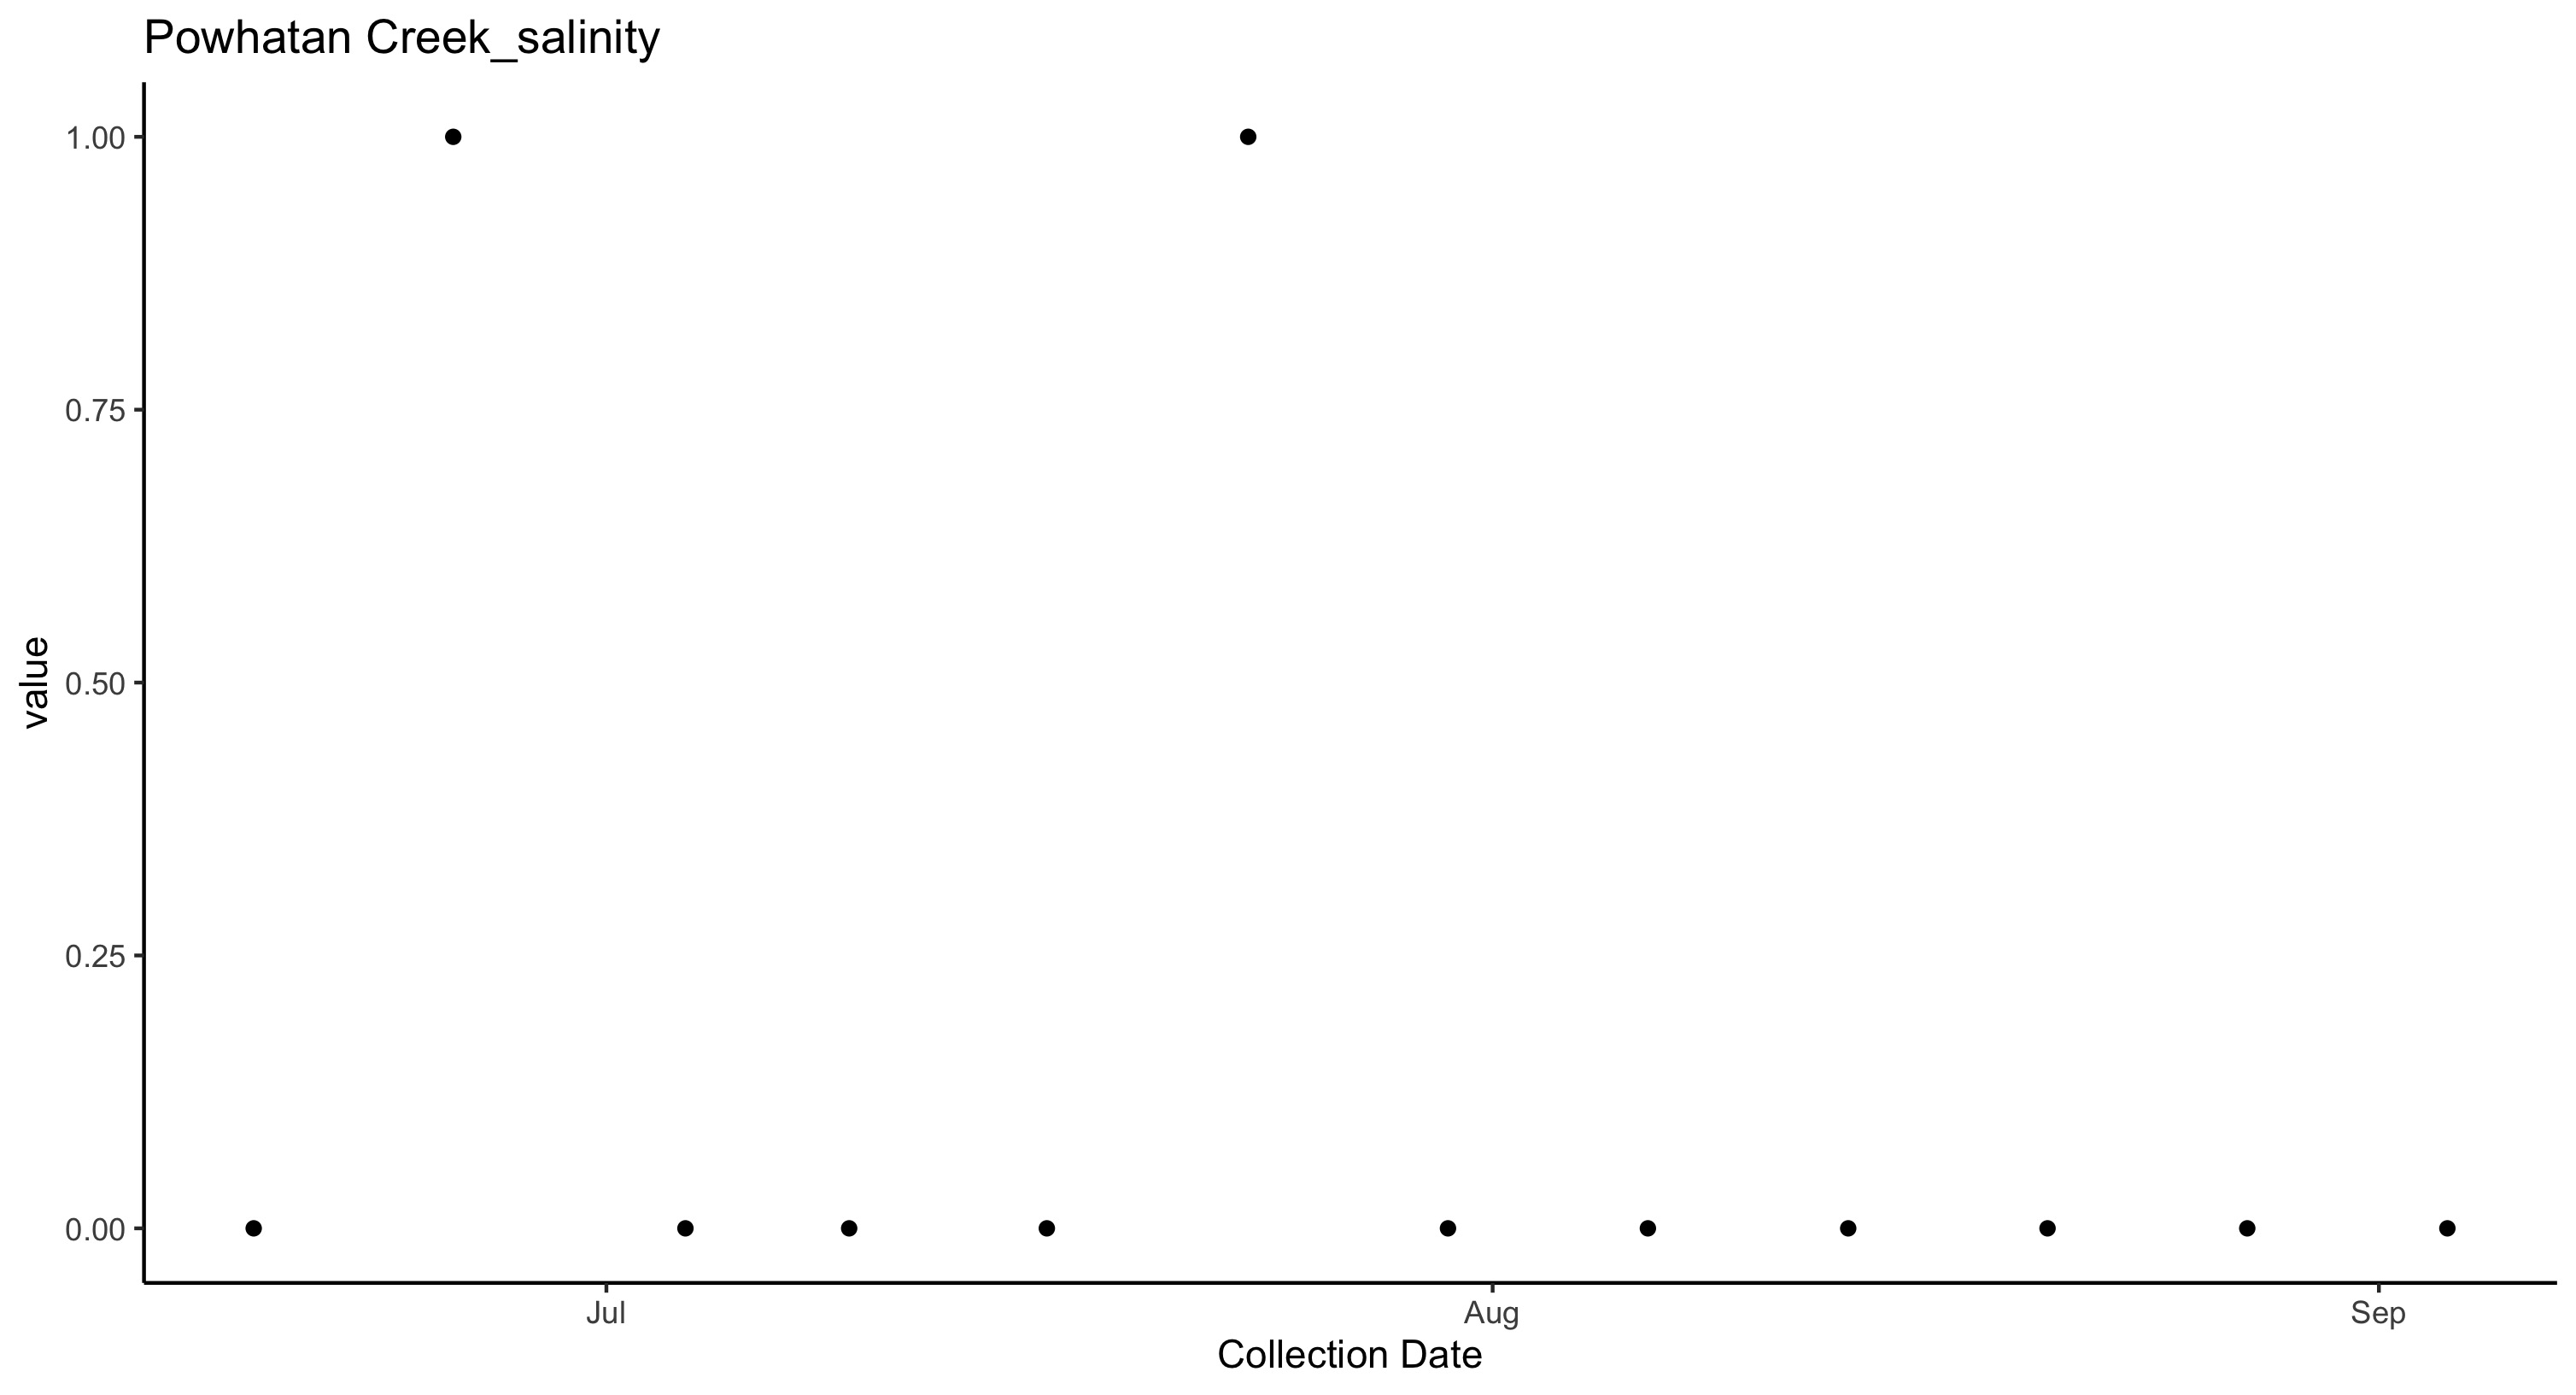 Powhatan Creek_salinity
value
1.00
0.75
0.50
0.25
0.00
Jul
Aug
Sep
Collection Date